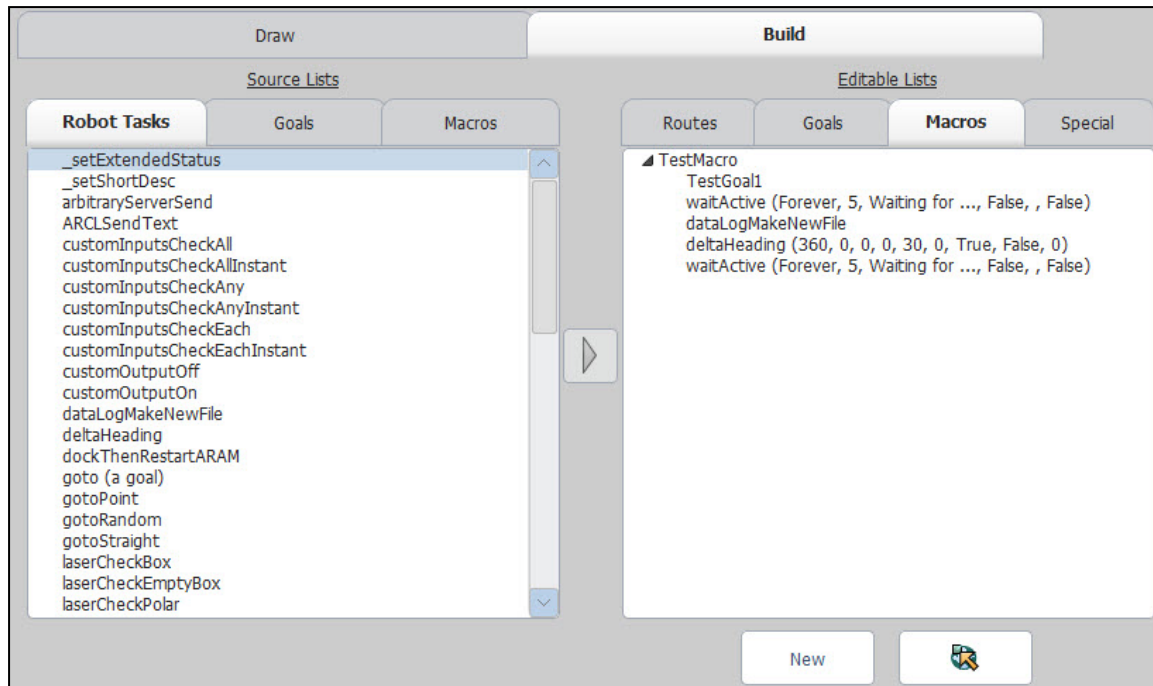 Draw
Build
Source Lists
Editable Lists
Robot Tasks
Goals
Macros
Routes
Goals
Macros
Special
_setExtendedStatus
_setShortDesc
arbitraryServerSend
ARCLSendText
customInputsCheckAll
customInputsCheckAllInstant
customInputsCheckAny
customInputsCheckAnyInstant
customInputsCheckEach
customInputsCheckEachInstant
customOutputOff
customOutputOn
dataLogMakeNewFile
deltaHeading
dockThenRestartARAM
goto (a goal)
gotoPoint
gotoRandom
gotoStraight
laserCheckBox
laserCheckEmptyBox
laserCheckPolar
TestMacro
TestGoal1
waitActive (Forever, 5, Waiting for ..., False, , False)
dataLogMakeNewFile
deltaHeading (360, 0, 0, 0, 30, 0, True, False, 0)
waitActive (Forever, 5, Waiting for ..., False, , False)
New